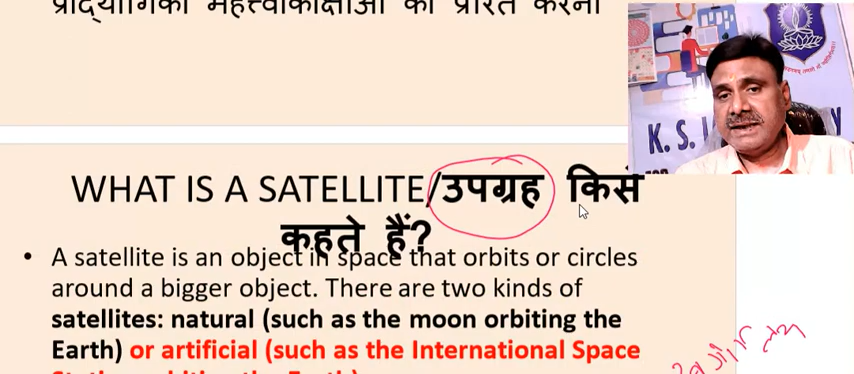 प्रौद्योगिकी महत्त्वाकांक्षाओं को प्रेरित करना
K. S.
WHAT IS A SATELLITE/उपग्रह किसे
कहते हैं?
• A satellite is an object in space that orbits or circles
around a bigger object. There are two kinds of
satellites: natural (such as the moon orbiting the
Earth) or artificial (such as the International Space